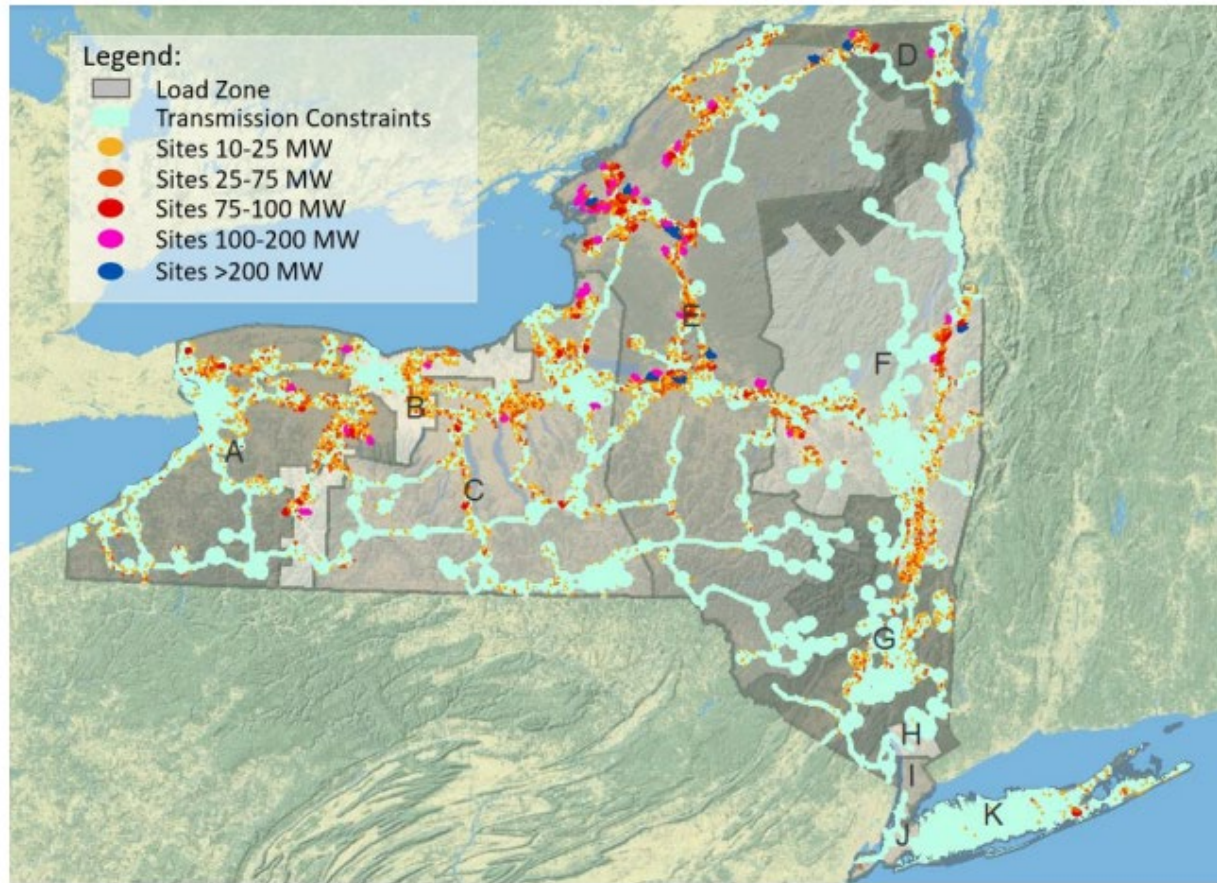 Legend:
Load Zone
Transmission Constraints
Sites 10-25 MW
Sites 25-75 MW
Sites 75-100 MW
Sites 100-200 MW
Sites >200 MW
D
E
F
B
A
C
G
H
I
K
J